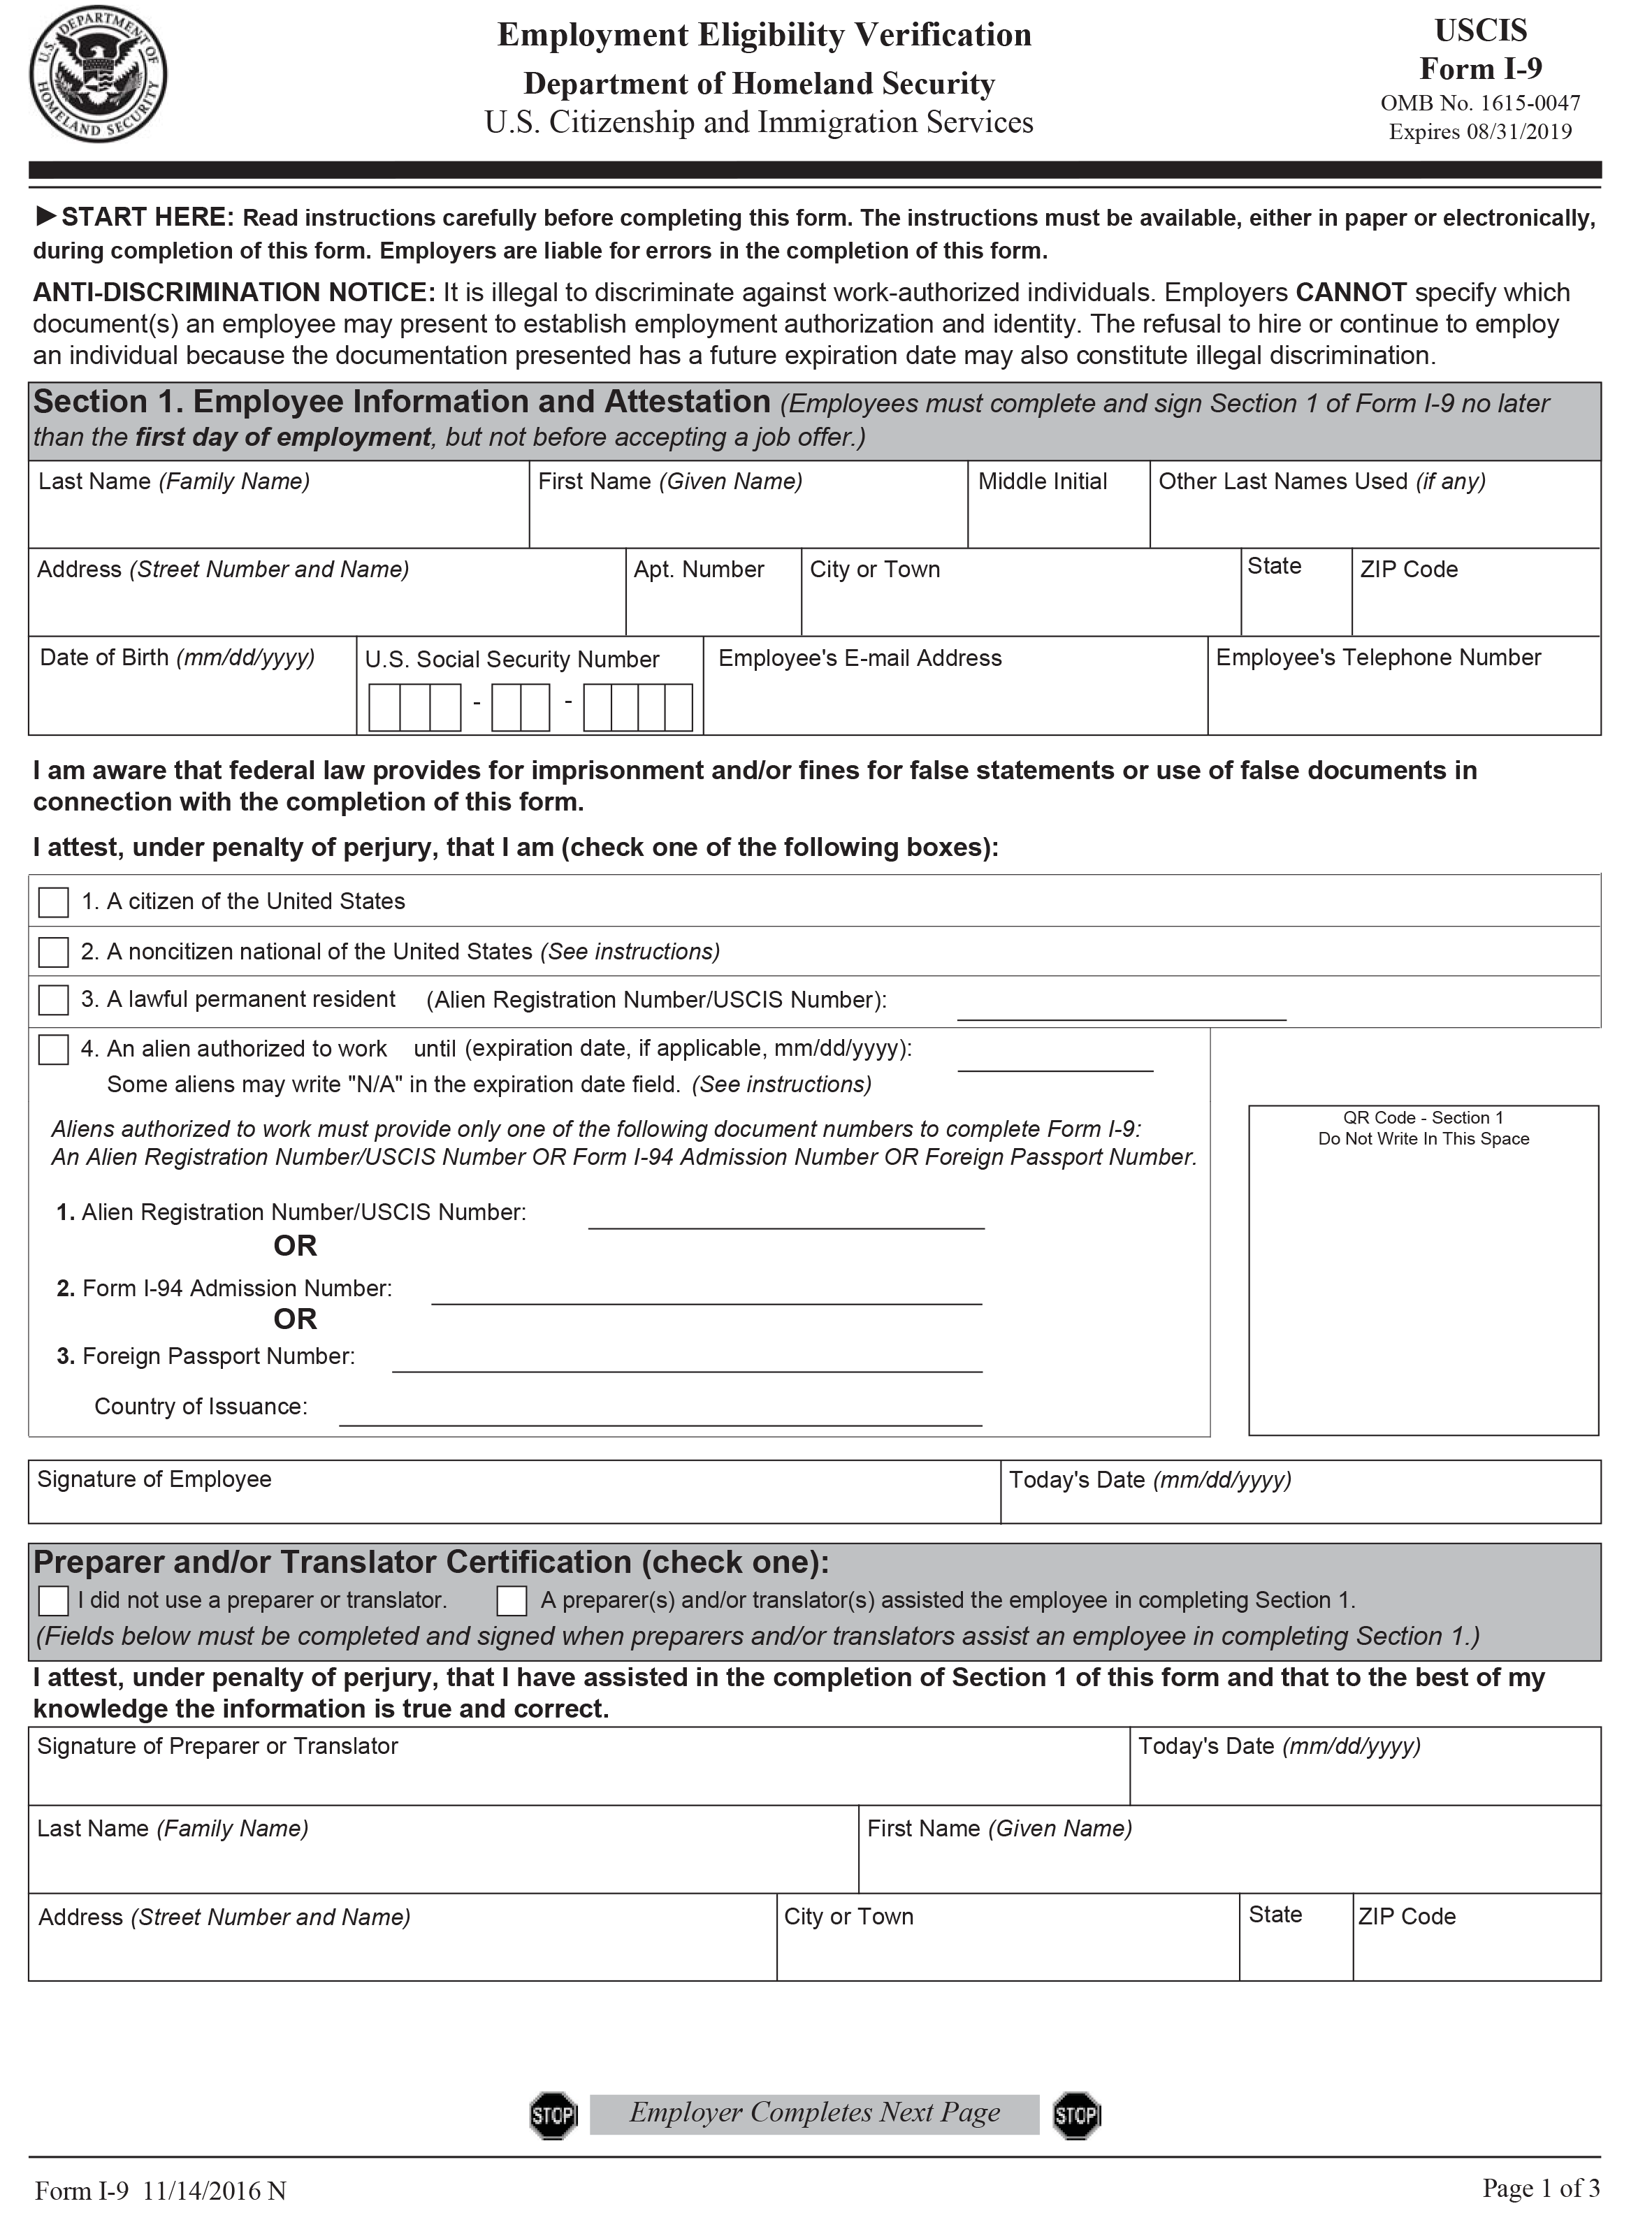 U.S. DEPARTMENT OF HOMELAND SECURITY
Employment Eligibility Verification
Department of Homeland Security
U.S. Citizenship and Immigration Services
USCIS
Form I-9
OMB No. 1615-0047
Expires 08/31/2019
►START HERE: Read instructions carefully before completing this form. The instructions must be available, either in paper or electronically,
during completion of this form. Employers are liable for errors in the completion of this form.
ANTI-DISCRIMINATION NOTICE: It is illegal to discriminate against work-authorized individuals. Employers CANNOT specify which
document(s) an employee may present to establish employment authorization and identity. The refusal to hire or continue to employ
an individual because the documentation presented has a future expiration date may also constitute illegal discrimination.
Section 1. Employee Information and Attestation (Employees must complete and sign Section 1 of Form I-9 no later
than the first day of employment, but not before accepting a job offer.)
Last Name (Family Name) First Name (Given Name) Middle Initial Other Last Names Used (if any)
Address (Street Number and Name) Apt. Number City or Town State ZIP Code
Date of Birth (mm/dd/yyyy) U.S. Social Security Number Employee's E-mail Address Employee's Telephone Number
- -
I am aware that federal law provides for imprisonment and/or fines for false statements or use of false documents in
connection with the completion of this form.
I attest, under penalty of perjury, that I am (check one of the following boxes):
1. A citizen of the United States
2. A noncitizen national of the United States (See instructions)
3. A lawful permanent resident (Alien Registration Number/USCIS Number):
4. An alien authorized to work until (expiration date, if applicable, mm/dd/yyyy):
Some aliens may write "N/A" in the expiration date field. (See instructions)
Aliens authorized to work must provide only one of the following document numbers to complete Form I-9:
An Alien Registration Number/USCIS Number OR Form I-94 Admission Number OR Foreign Passport Number.
1. Alien Registration Number/USCIS Number:
OR
2. Form I-94 Admission Number:
OR
3. Foreign Passport Number:
Country of Issuance:
QR Code - Section 1
Do Not Write In This Space
Signature of Employee Today's Date (mm/dd/yyyy)
Preparer and/or Translator Certification (check one):
I did not use a preparer or translator. A preparer(s) and/or translator(s) assisted the employee in completing Section 1.
(Fields below must be completed and signed when preparers and/or translators assist an employee in completing Section 1.)
I attest, under penalty of perjury, that I have assisted in the completion of Section 1 of this form and that to the best of my
knowledge the information is true and correct.
Signature of Preparer or Translator Today's Date (mm/dd/yyyy)
Last Name (Family Name) First Name (Given Name)
Address (Street Number and Name) City or Town State ZIP Code
STOP Employer Completes Next Page STOP
Form I-9 11/14/2016 N Page 1 of 3